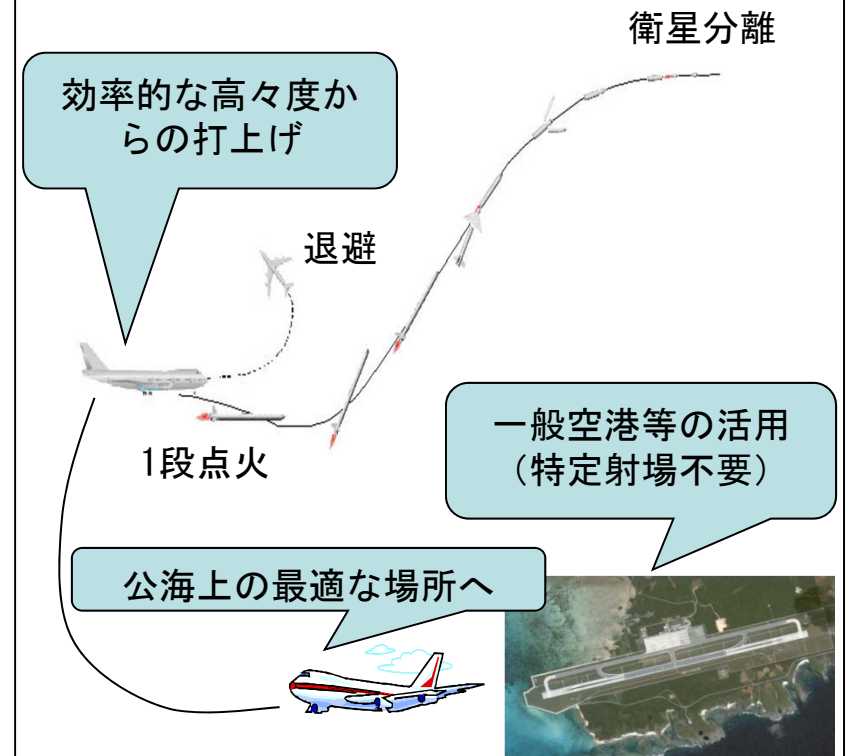 衛星分離
効率的な高々度か
らの打上げ
退避
1段点火
一般空港等の活用
（特定射場不要）
公海上の最適な場所へ